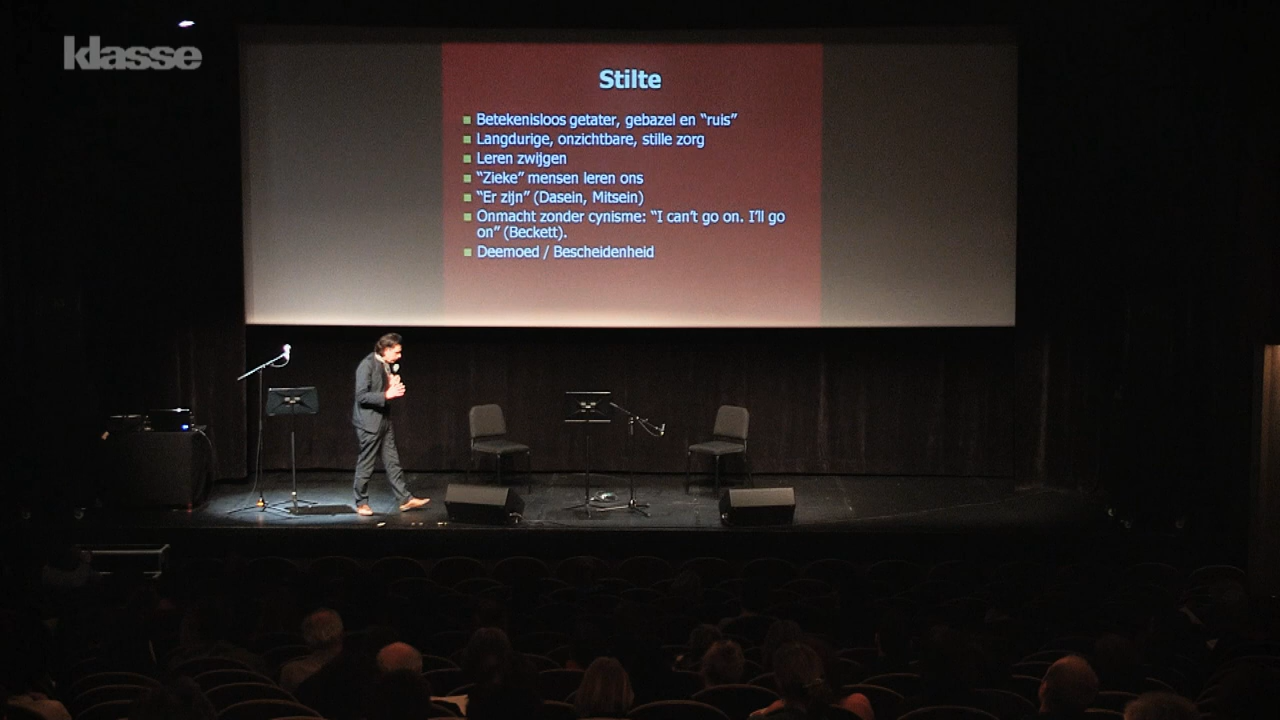 klasse
Stilte
Betekenisloos getater, gebazel en “ruis”
Langdurige, onzichtbare, stille zorg
Leren zwijgen
“Zieke” mensen leren ons
“Er zijn” (Dasein, Mitsein)
Onmacht zonder cynisme: “I can’t go on. I’ll go
on” (Beckett).
Deemoed / Bescheidenheid